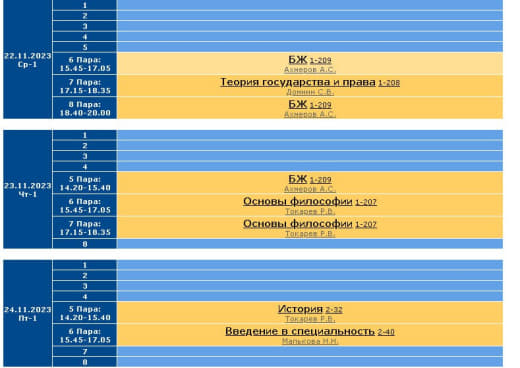 1
2
3
4
5
22.11.2023
Ср-1
6 Пара:
15.45-17.05
БЖ 1-209
Ахмеров А.С.
7 Пара:
17.15-18.35
Теория государства и права 1-208
Домнин С.В.
8 Пара:
18.40-20.00
БЖ 1-209
Ахмеров А.С.
1
2
3
4
23.11.2023
Чт-1
5 Пара:
14.20-15.40
БЖ 1-209
Ахмеров А.С.
6 Пара:
15.45-17.05
Основы философии 1-207
Токарев Р.В.
7 Пара:
17.15-18.35
Основы философии 1-207
Токарев Р.В.
8
1
2
3
4
24.11.2023
Пт-1
5 Пара:
14.20-15.40
История 2-32
Токарев Р.В.
6 Пара:
15.45-17.05
Введение в специальность 2-40
Малькова Н.Н.
7
8